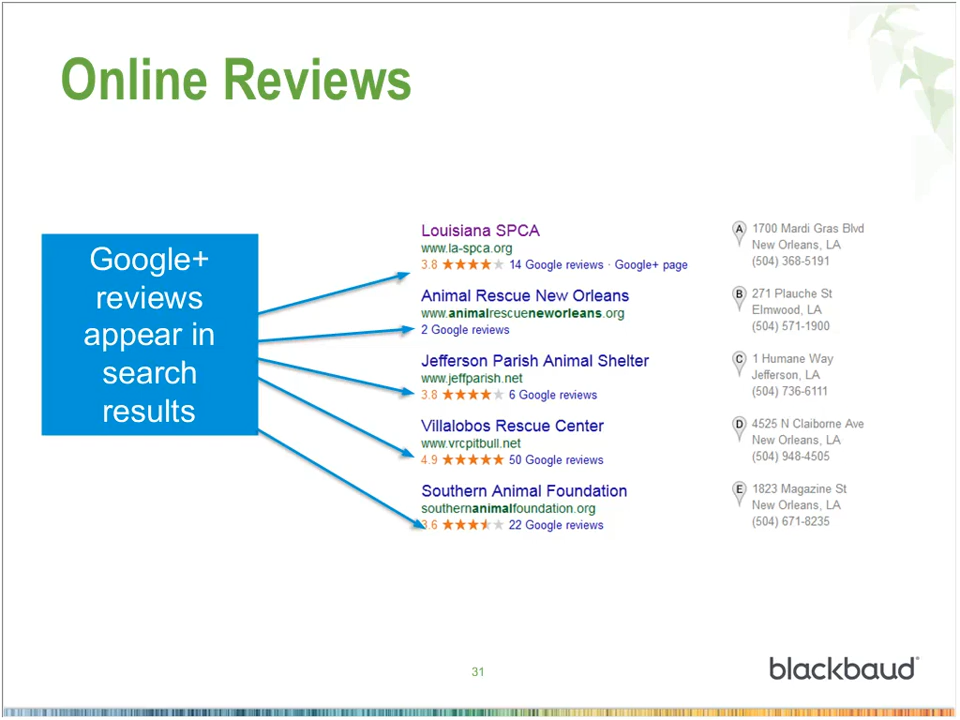 Online Reviews
Google+
reviews
appear in
search
results
Louisiana SPCA
www.la-spca.org
3.8 ★★★★★ 14 Google reviews · Google+ page
A 1700 Mardi Gras Blvd
New Orleans, LA
(504) 368-5191
Animal Rescue New Orleans
www.animalrescueneworleans.org
2 Google reviews
B 271 Plauche St
Elmwood, LA
(504) 571-1900
Jefferson Parish Animal Shelter
www.jeffparish.net
3.8 ★★★★★ 6 Google reviews
C 1 Humane Way
Jefferson, LA
(504) 736-6111
Villalobos Rescue Center
www.vrcpitbull.net
4.9 ★★★★★ 50 Google reviews
D 4525 N Claiborne Ave
New Orleans, LA
(504) 948-4505
Southern Animal Foundation
southernanimalfoundation.org
3.6 ★★★★★ 22 Google reviews
E 1823 Magazine St
New Orleans, LA
(504) 671-8235
31
blackbaud®